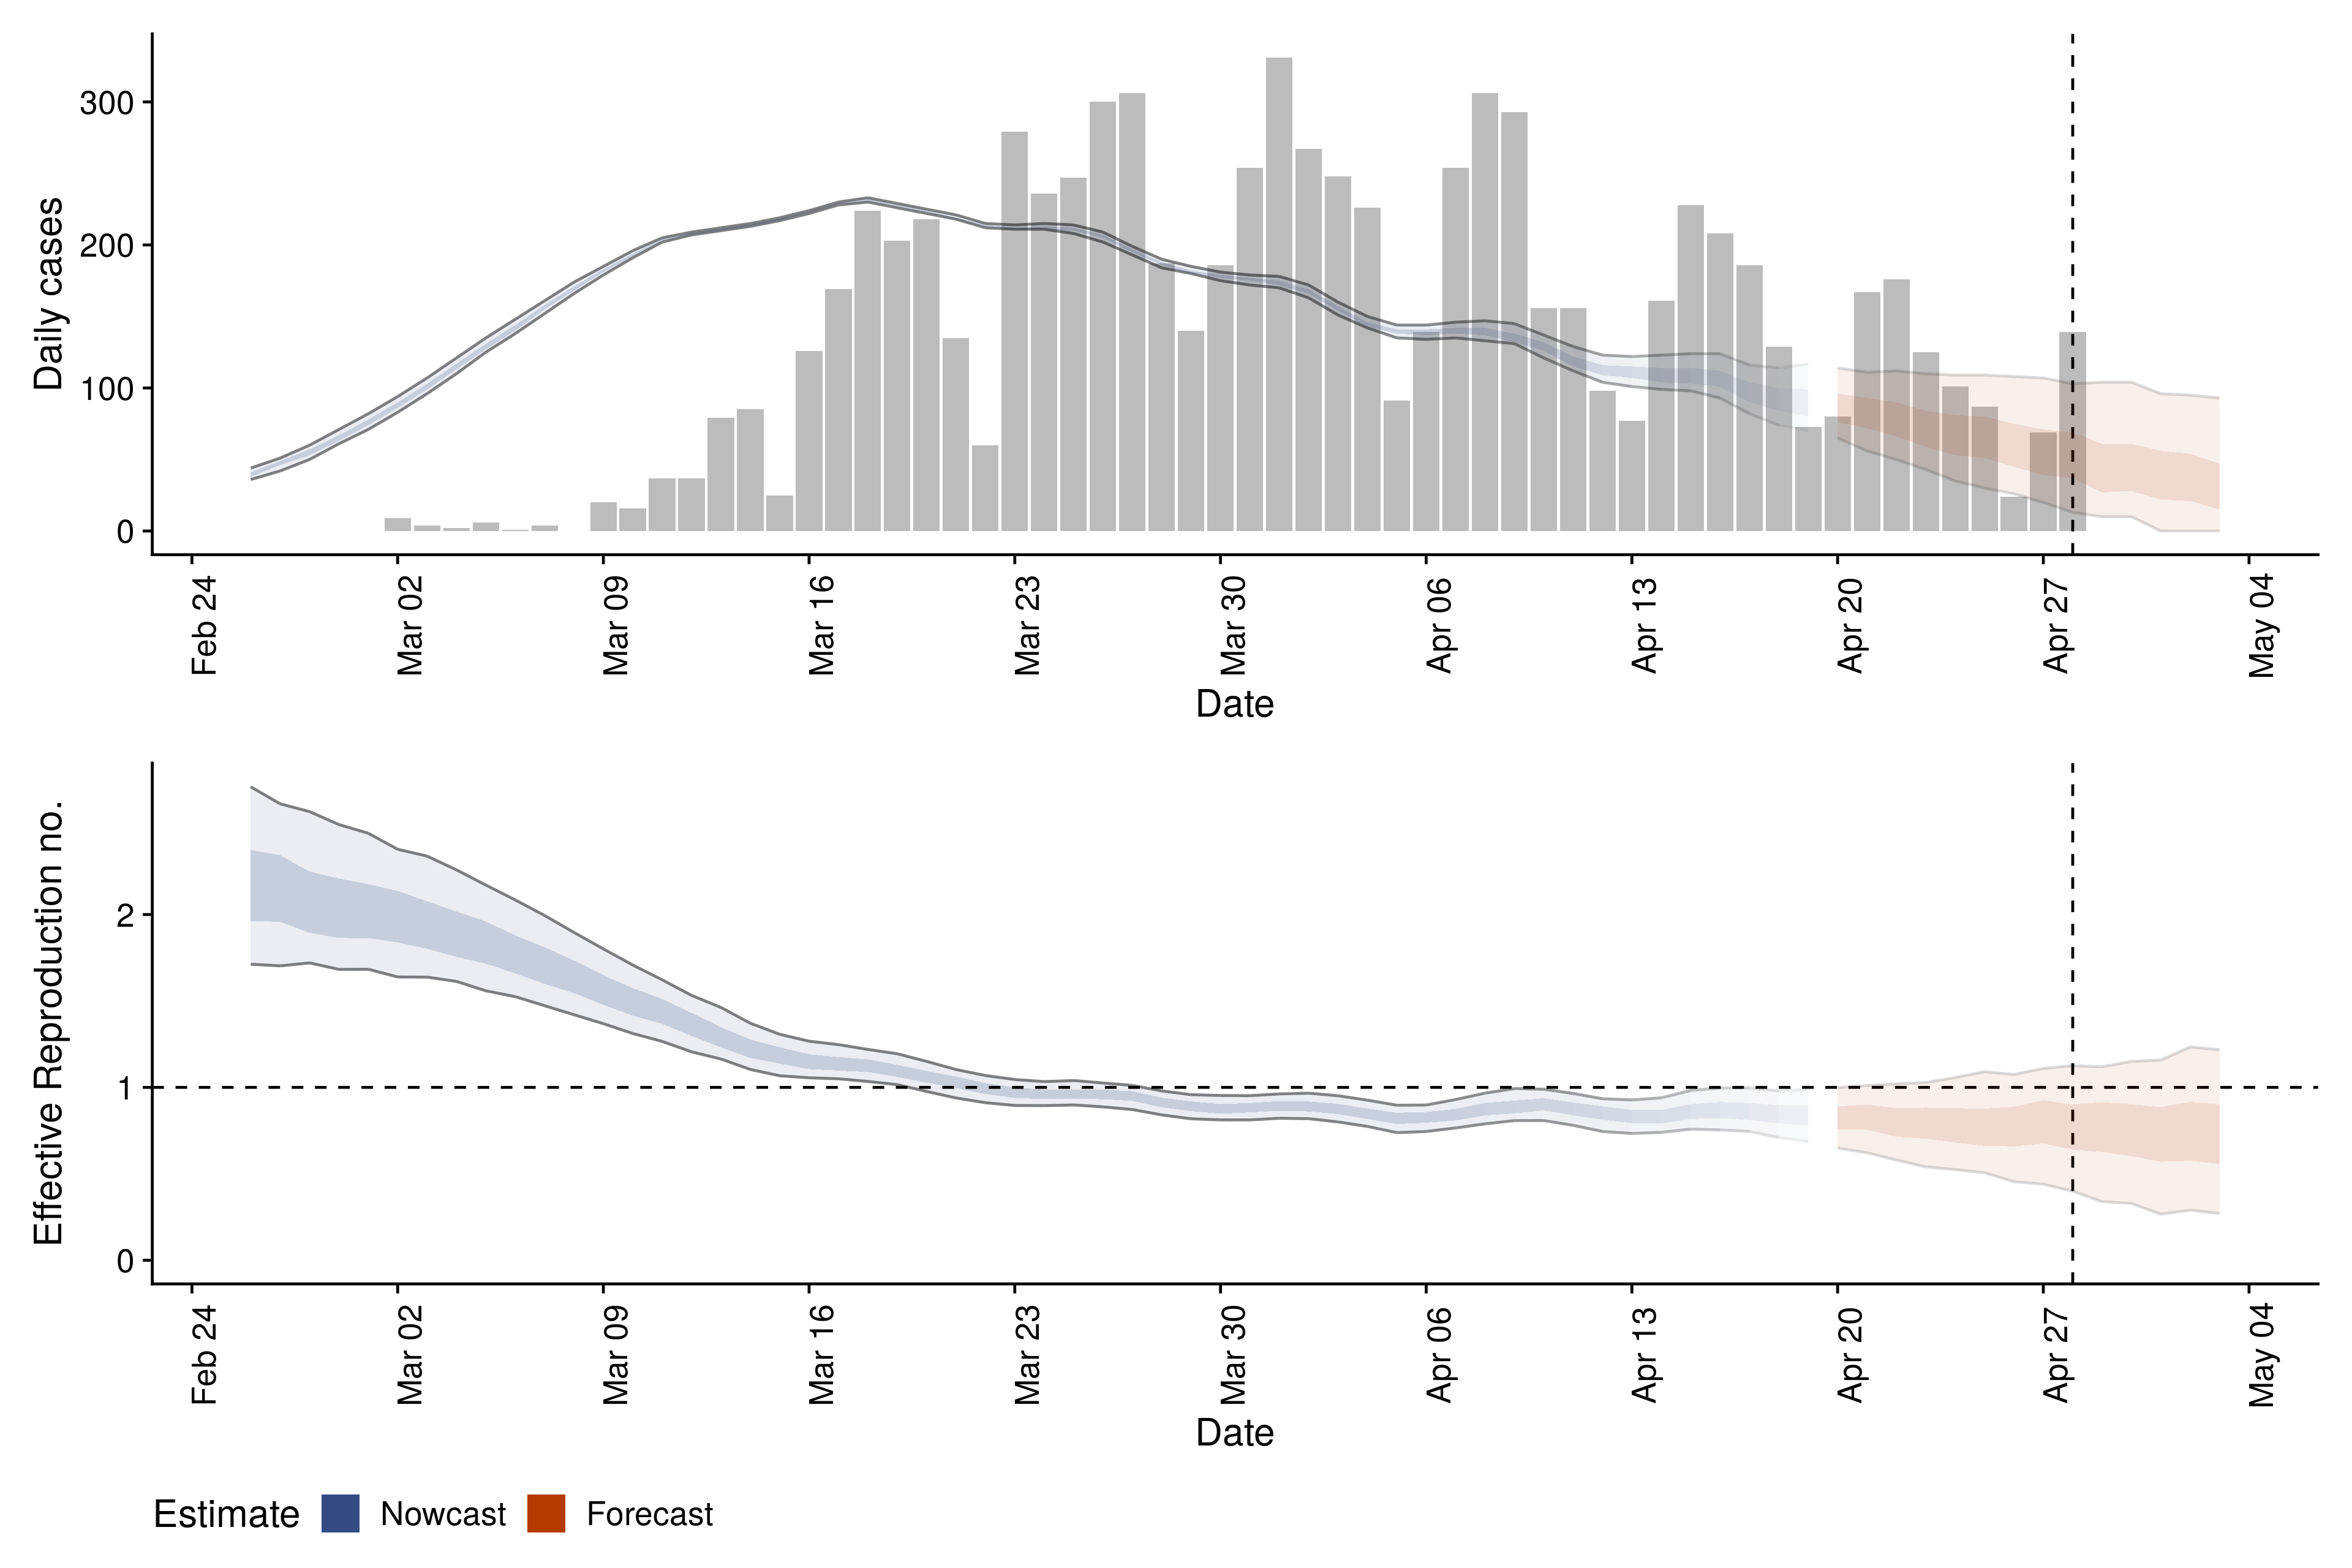 Daily cases
300
200
100
0
Feb 24
Mar 02
Mar 09
Mar 16
Mar 23
Mar 30
Apr 06
Apr 13
Apr 20
Apr 27
May 04
Date
Effective Reproduction no.
2
1
0
Feb 24
Mar 02
Mar 09
Mar 16
Mar 23
Mar 30
Apr 06
Apr 13
Apr 20
Apr 27
May 04
Date
Estimate Nowcast Forecast